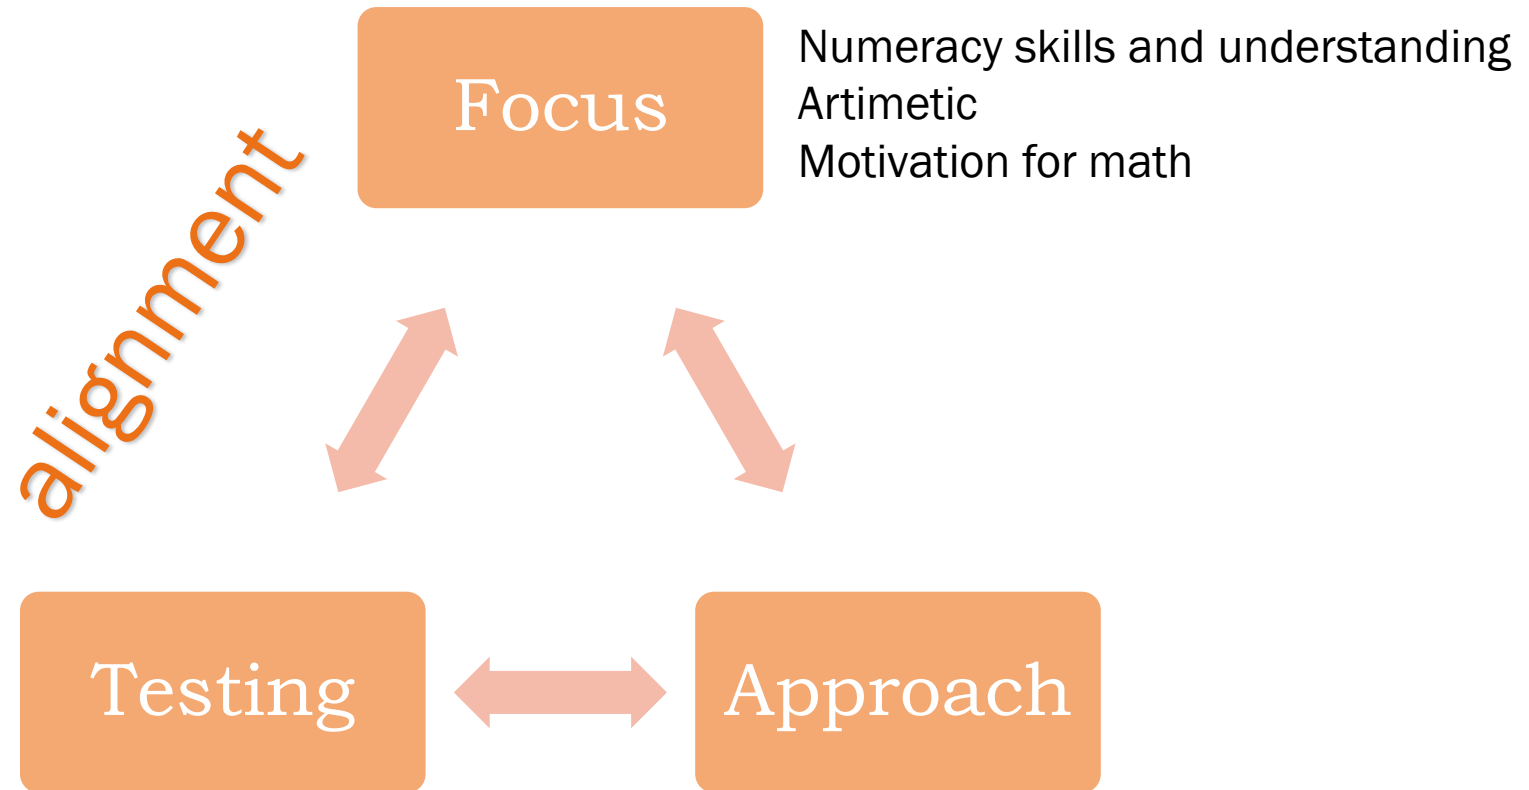 Focus
Numeracy skills and understanding
Artimetic
Motivation for math
alignment
Testing
Approach